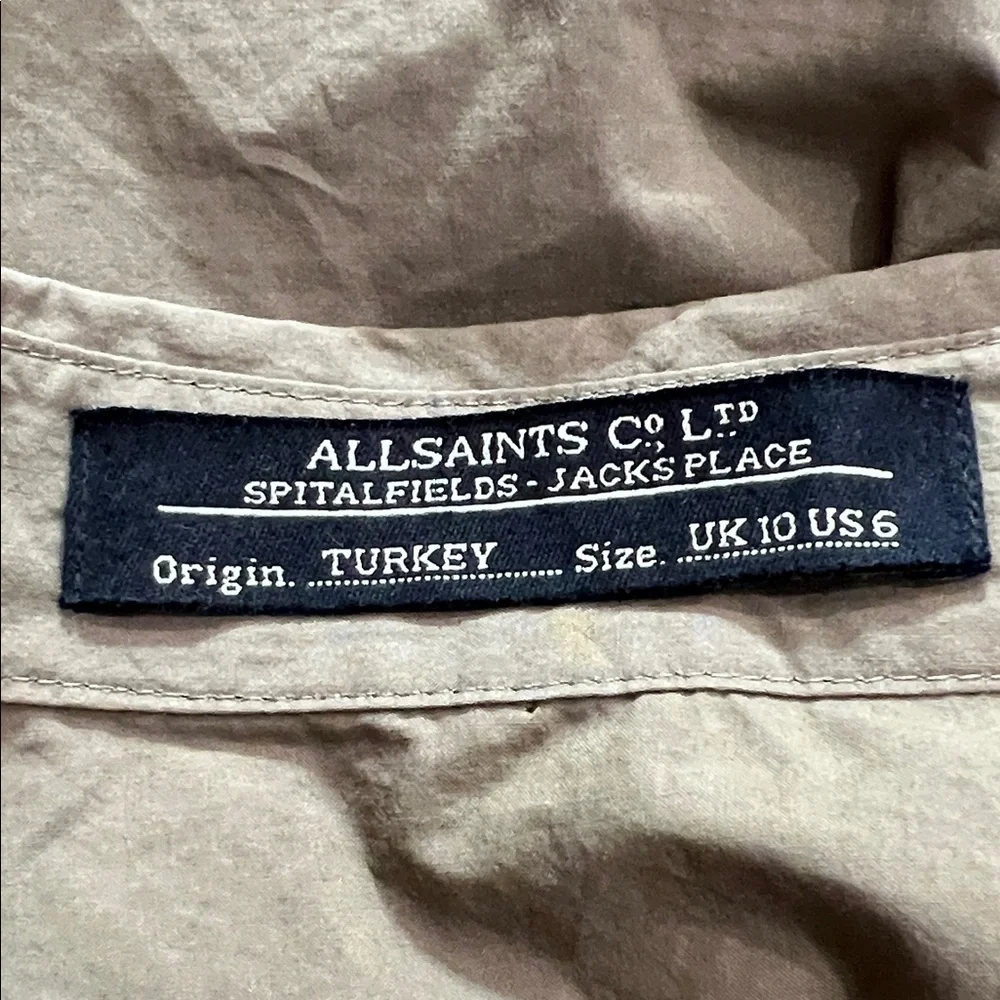 ALLSAINTS Co, LTD
SPITALFIELDS - JACKS PLACE
Origin. TURKEY Size. UK 10 US 6